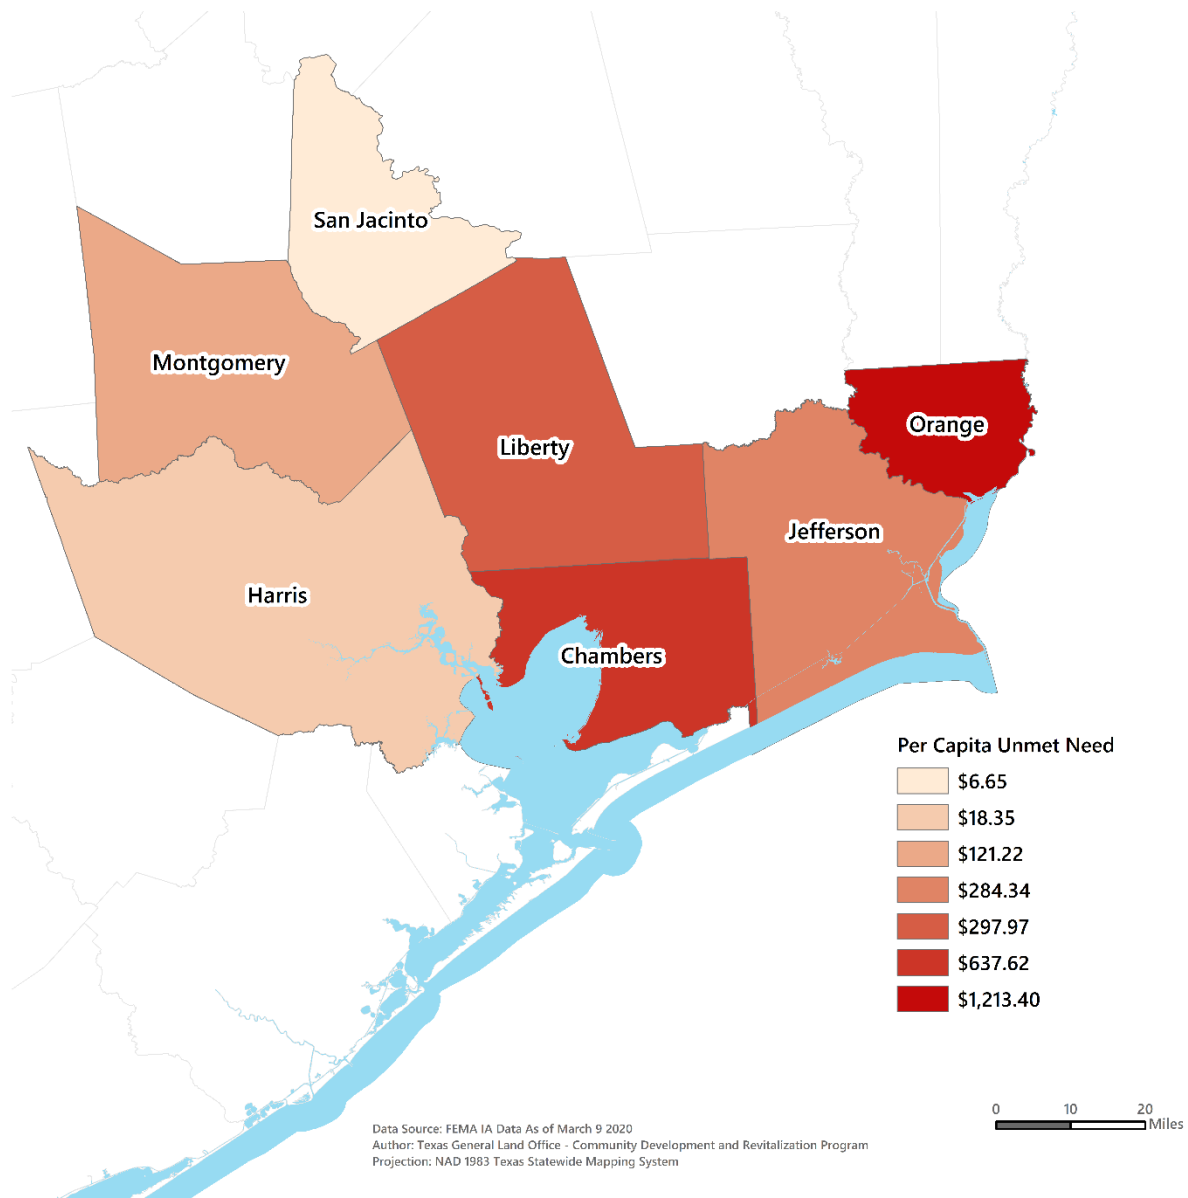 San Jacinto
Montgomery
Orange
Liberty
Jefferson
Harris
Chambers
Per Capita Unmet Need
$6.65
$18.35
$121.22
$284.34
$297.97
$637.62
$1,213.40
0 10 20
Miles
Data Source: FEMA IA Data As of March 9 2020
Author: Texas General Land Office - Community Development and Revitalization Program
Projection: NAD 1983 Texas Statewide Mapping System